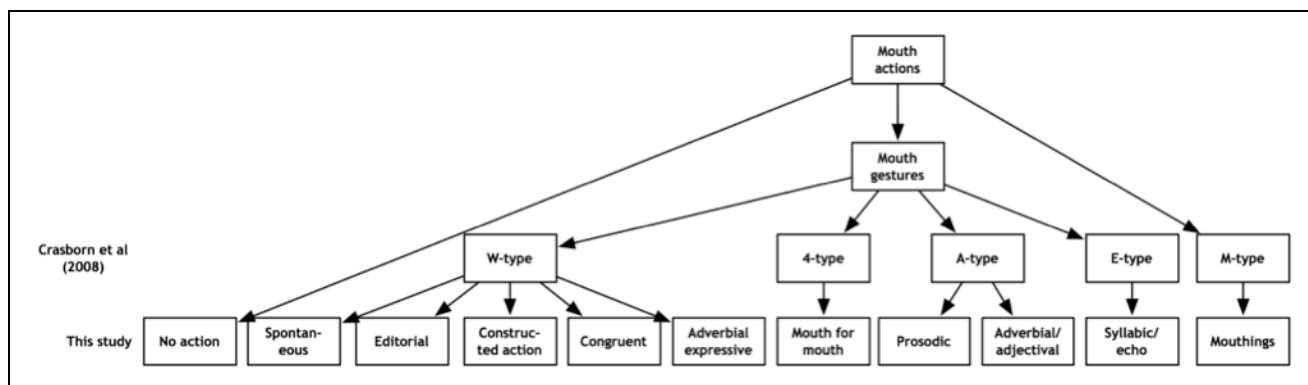 Mouth
actions
Mouth
gestures
Crasborn et al
(2008)
W-type
4-type
A-type
E-type
M-type
This study
No action
Spontan-
eous
Editorial
Construc-
ted action
Congruent
Adverbial
expressive
Mouth for
mouth
Prosodic
Adverbial/
adjectival
Syllabic/
echo
Mouthings